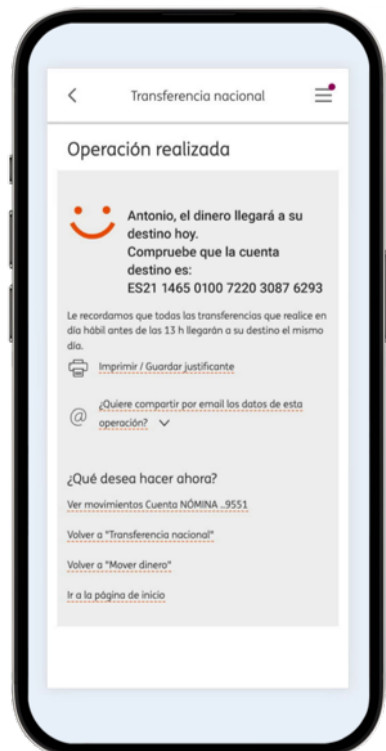 Transferencia nacional
Operación realizada
Antonio, el dinero llegará a su
destino hoy.
Compruebe que la cuenta
destino es:
ES21 1465 0100 7220 3087 6293
Le recordamos que todas las transferencias que realice en
día hábil antes de las 13 h llegarán a su destino el mismo
día.
Imprimir / Guardar justificante
@ ¿Quiere compartir por email los datos de esta
operación?
¿Qué desea hacer ahora?
Ver movimientos Cuenta NÓMINA ..9551
Volver a "Transferencia nacional"
Volver a "Mover dinero"
Ir a la página de inicio